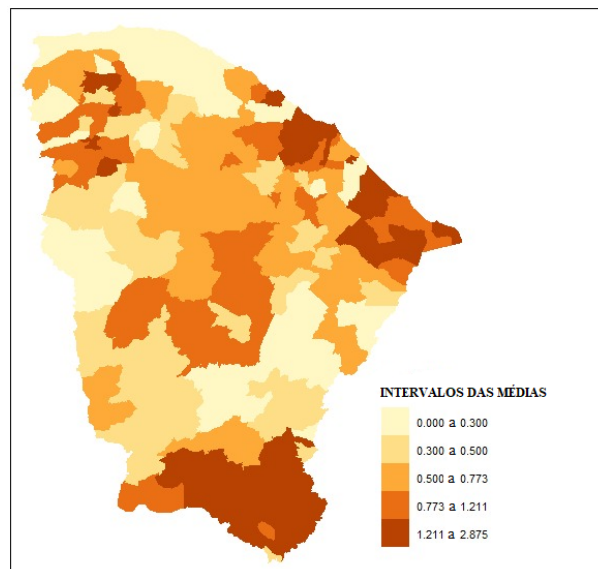 INTERVALOS DAS MÉDIAS
0.000 a 0.300
0.300 a 0.500
0.500 a 0.773
0.773 a 1.211
1.211 a 2.875